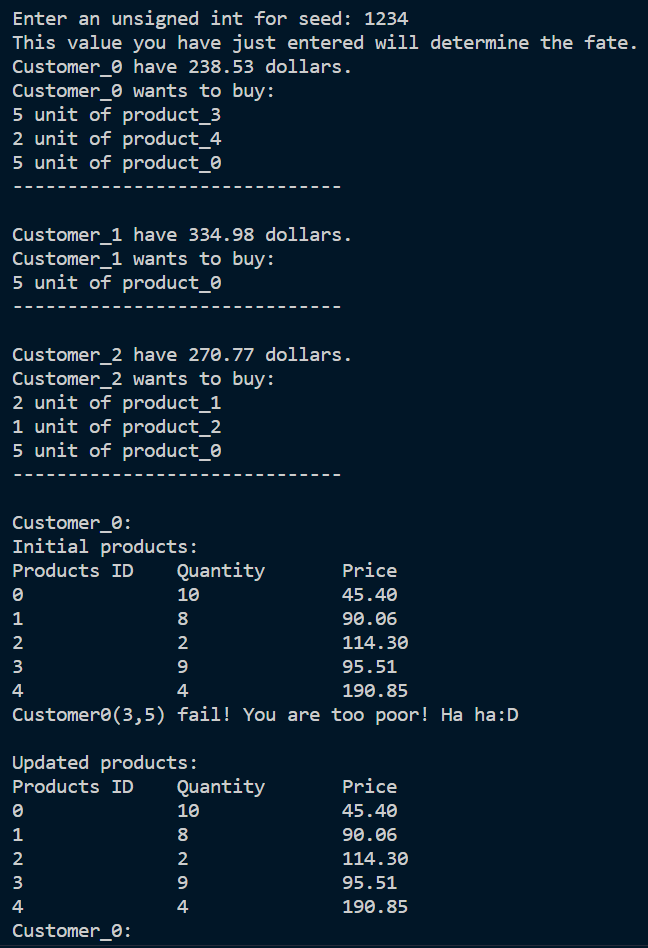 Enter an unsigned int for seed: 1234
This value you have just entered will determine the fate.
Customer_0 have 238.53 dollars.
Customer_0 wants to buy:
5 unit of product_3
2 unit of product_4
5 unit of product_0
------------------------------
Customer_1 have 334.98 dollars.
Customer_1 wants to buy:
5 unit of product_0
------------------------------
Customer_2 have 270.77 dollars.
Customer_2 wants to buy:
2 unit of product_1
1 unit of product_2
5 unit of product_0
------------------------------
Customer_0:
Initial products:
Products ID    Quantity       Price
0              10             45.40
1              8              90.06
2              2              114.30
3              9              95.51
4              4              190.85
Customer0(3,5) fail! You are too poor! Ha ha:D
Updated products:
Products ID    Quantity       Price
0              10             45.40
1              8              90.06
2              2              114.30
3              9              95.51
4              4              190.85
Customer_0: